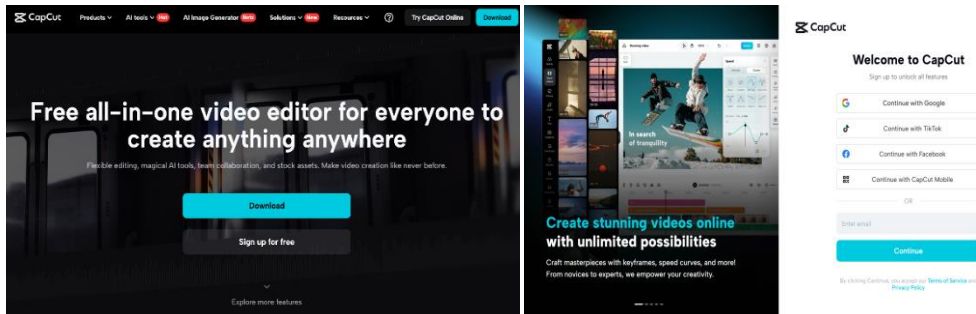 CapCut
Products
AI tools
Hot
AI Image Generator
Beta
Solutions
New
Resources
Try CapCut Online
Download
Free all-in-one video editor for everyone to
create anything anywhere
Flexible editing, magical AI tools, team collaboration, and stock assets. Make video creation like never before.
Download
Sign up for free
Explore more features
In search
of tranquility
Create stunning videos online
with unlimited possibilities
Craft masterpieces with keyframes, speed curves, and more!
From novices to experts, we empower your creativity.
CapCut
Welcome to CapCut
Sign up to unlock all features
Continue with Google
Continue with TikTok
Continue with Facebook
Continue with CapCut Mobile
OR
Enter email
Continue
By clicking Continue, you accept our Terms of Service and
Privacy Policy